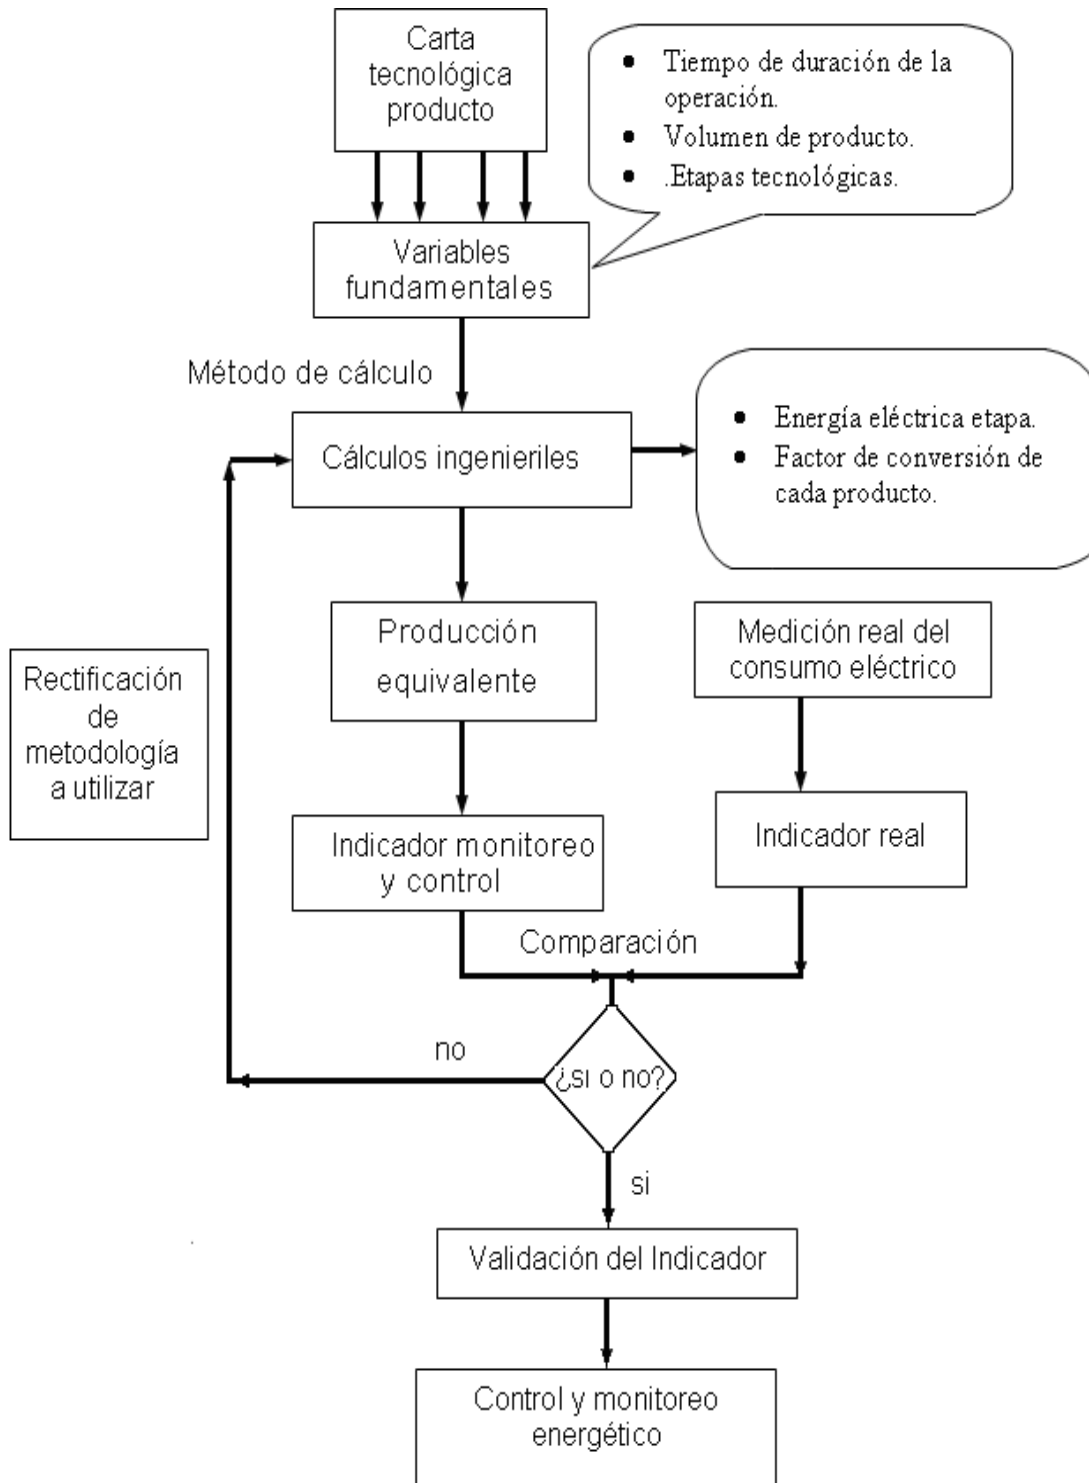 Carta
tecnológica
producto
• Tiempo de duración de la
operación.
• Volumen de producto.
• .Etapas tecnológicas.
Variables
fundamentales
Método de cálculo
Cálculos ingenieriles
• Energía eléctrica etapa.
• Factor de conversión de
cada producto.
Producción
equivalente
Medición real del
consumo eléctrico
Rectificación
de
metodología
a utilizar
Indicador monitoreo
y control
Indicador real
Comparación
no
¿si o no?
si
Validación del Indicador
Control y monitoreo
energético